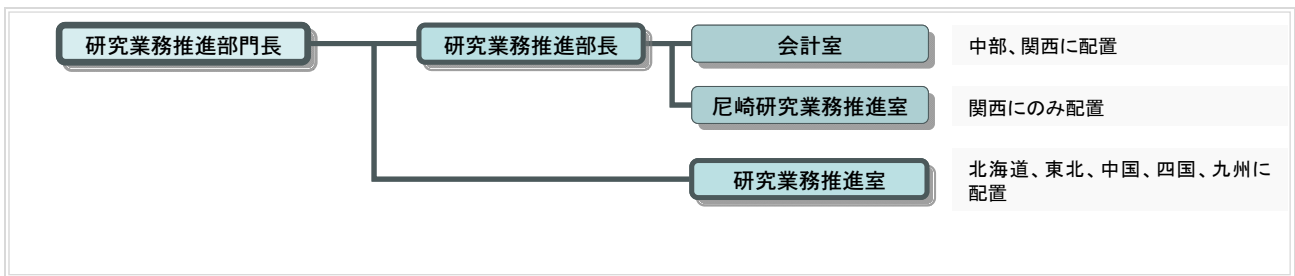 研究業務推進部門長
研究業務推進部長
会計室
中部、関西に配置
尼崎研究業務推進室
関西にのみ配置
研究業務推進室
北海道、東北、中国、四国、九州に
配置